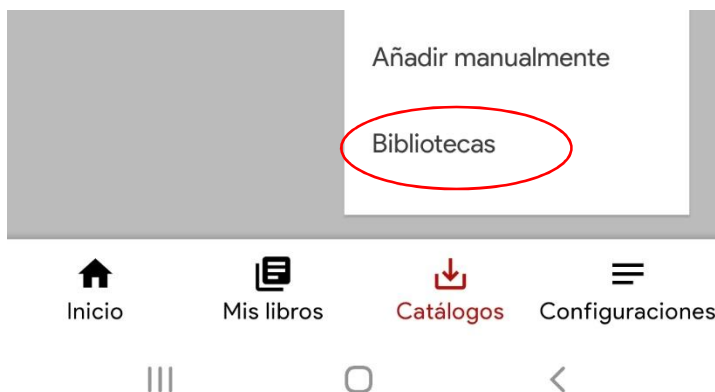 Añadir manualmente
Bibliotecas
Inicio Mis libros Catálogos Configuraciones